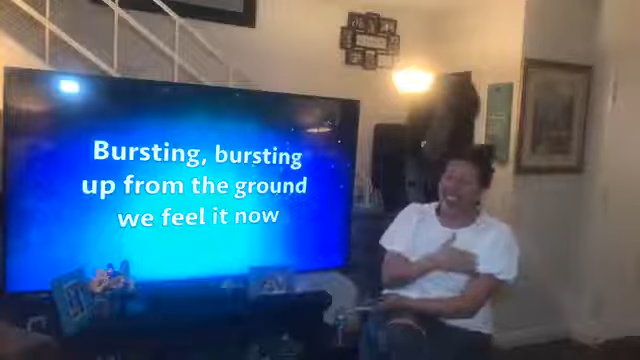 Bursting, bursting
up from the ground
we feel it now